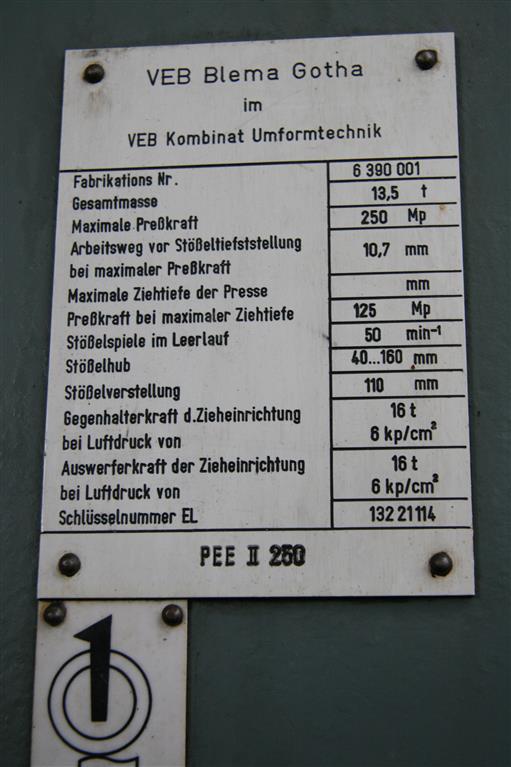 VEB Blema Gotha
im
VEB Kombinat Umformtechnik
Fabrikations Nr. 6 390 001
Gesamtmasse 13,5 t
Maximale Preßkraft 250 Mp
Arbeitsweg vor Stößeltiefststellung
bei maximaler Preßkraft 10,7 mm
Maximale Ziehtiefe der Presse mm
Preßkraft bei maximaler Ziehtiefe 125 Mp
Stößelspiele im Leerlauf 50 min⁻¹
Stößelhub 40...160 mm
Stößelverstellung 110 mm
Gegenhalterkraft d.Zieheinrichtung 16 t
bei Luftdruck von 6 kp/cm²
Auswerferkraft der Zieheinrichtung 16 t
bei Luftdruck von 6 kp/cm²
Schlüsselnummer EL 132 21 114
PEE II 250
1